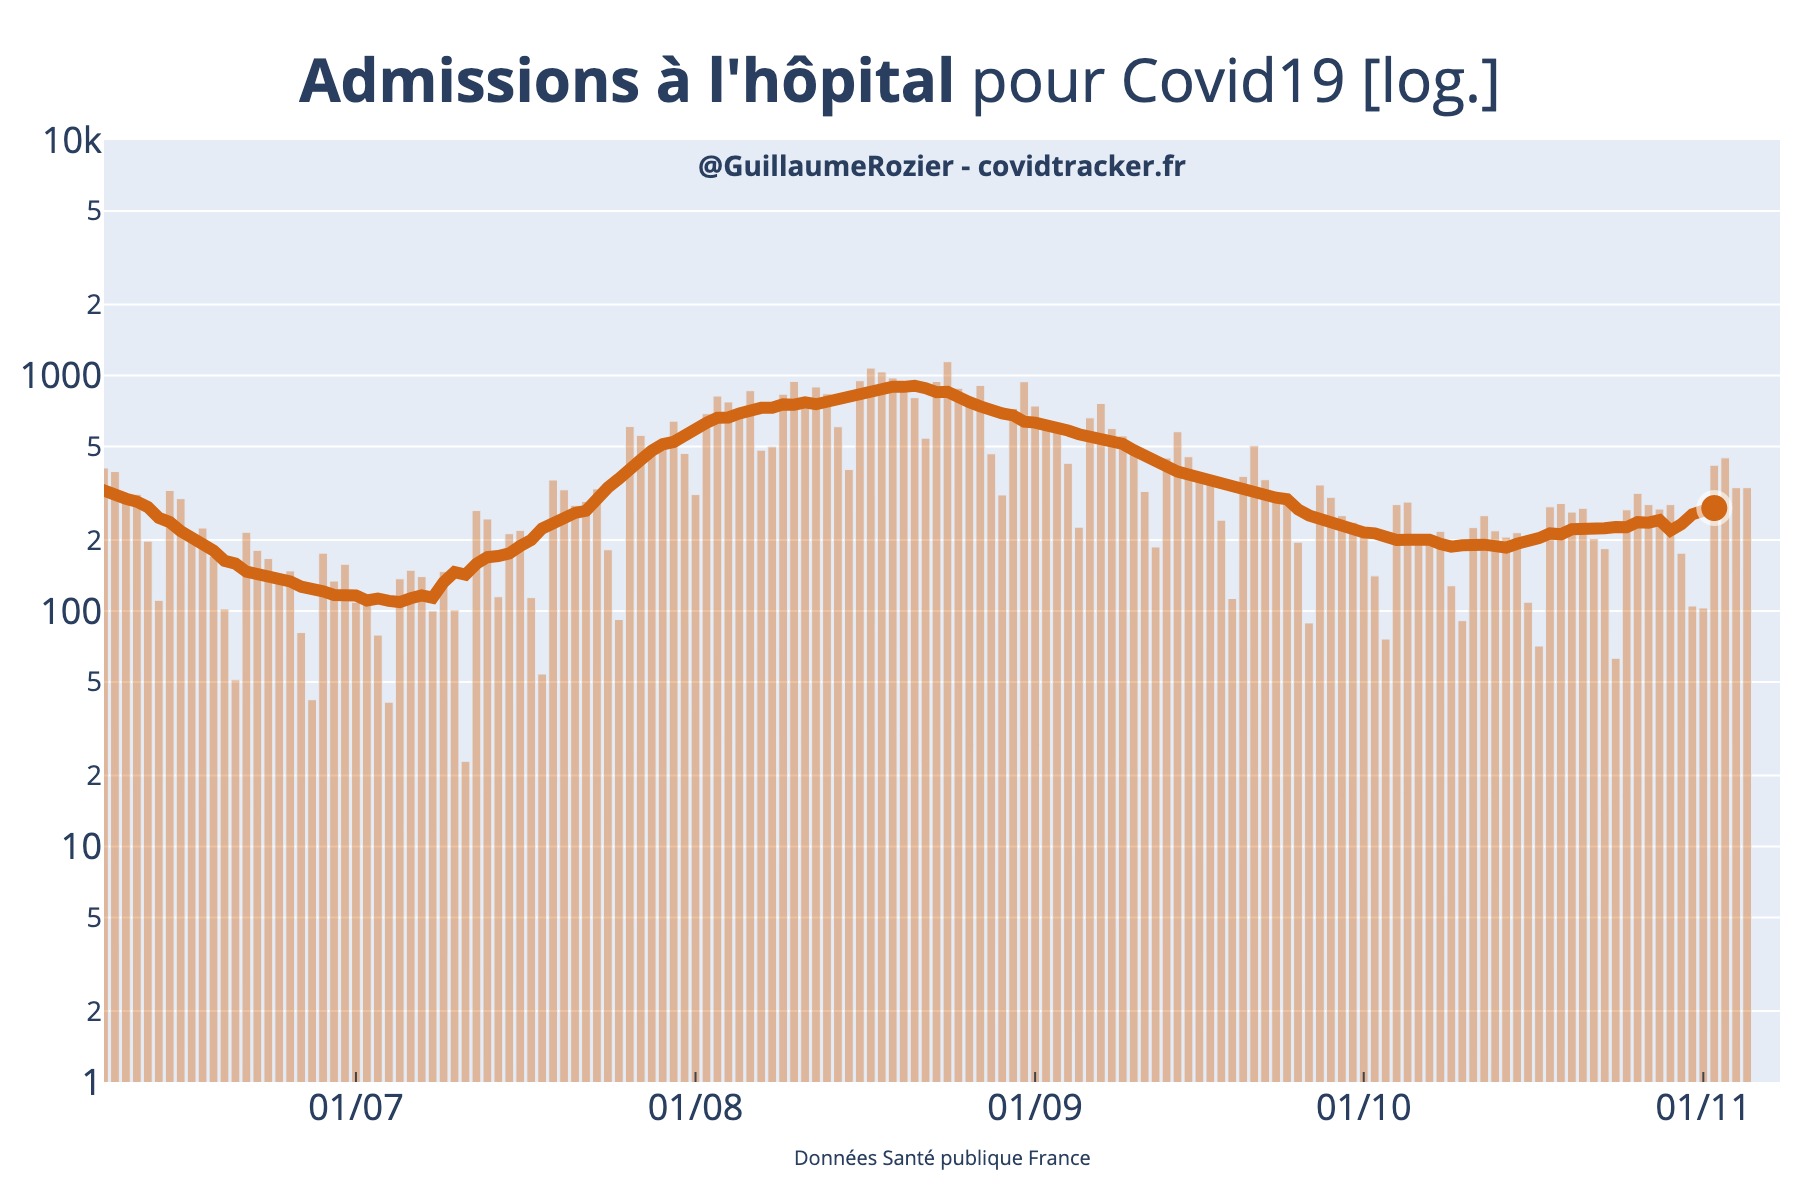 Admissions à l'hôpital pour Covid19 [log.]
@GuillaumeRozier - covidtracker.fr
10k
5
2
1000
5
2
100
5
2
10
5
2
1
01/07 01/08 01/09 01/10 01/11
Données Santé publique France